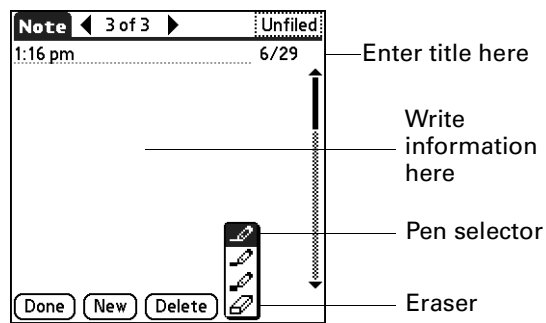 Note 3 of 3 Unfiled
1:16 pm 6/29
Enter title here
Write
information
here
Pen selector
Done New Delete
Eraser